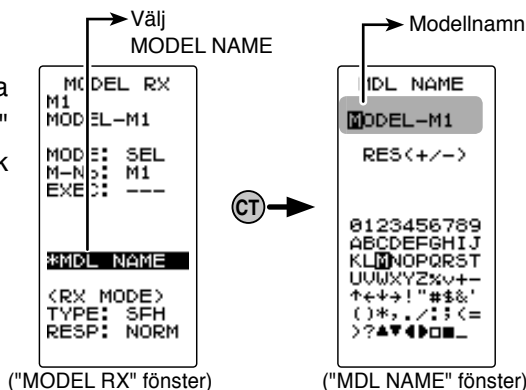 Välj
MODEL NAME
Modellnamn
a
"
k
MODEL RX
M1
MODEL-M1
MODE: SEL
M-No: M1
EXEC: ---
*MDL NAME
<RX MODE>
TYPE: SFH
RESP: NORM
("MODEL RX" fönster)
CT
MDL NAME
MODEL-M1
RES(+/-)
0123456789
ABCDEFGHIJ
KLMNOPQRST
UVWXYZ%v+-
↑←↓→!"#$&'
()*,./:;<=
>?▲▼◀▶□■_
("MDL NAME" fönster)